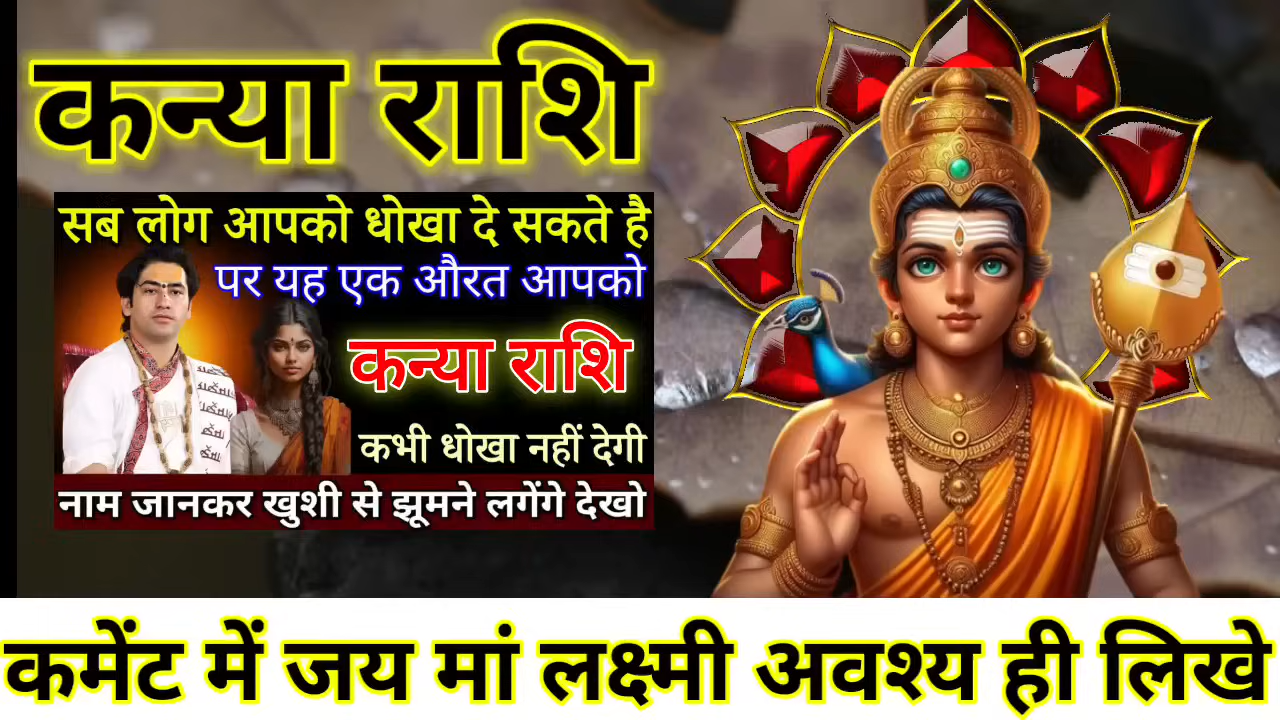 कन्या राशि
सब लोग आपको धोखा दे सकते है
पर यह एक औरत आपको
कन्या राशि
कभी धोखा नहीं देगी
नाम जानकर खुशी से झूमने लगेंगे देखो
कमेंट में जय मां लक्ष्मी अवश्य ही लिखे